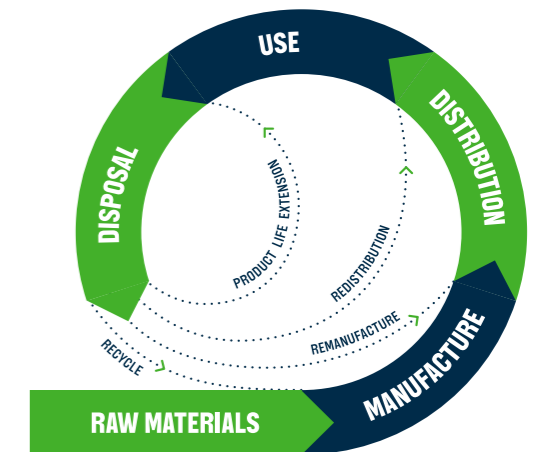 USE
DISTRIBUTION
DISPOSAL
PRODUCT LIFE EXTENSION
REDISTRIBUTION
REMANUFACTURE
RECYCLE
MANUFACTURE
RAW MATERIALS